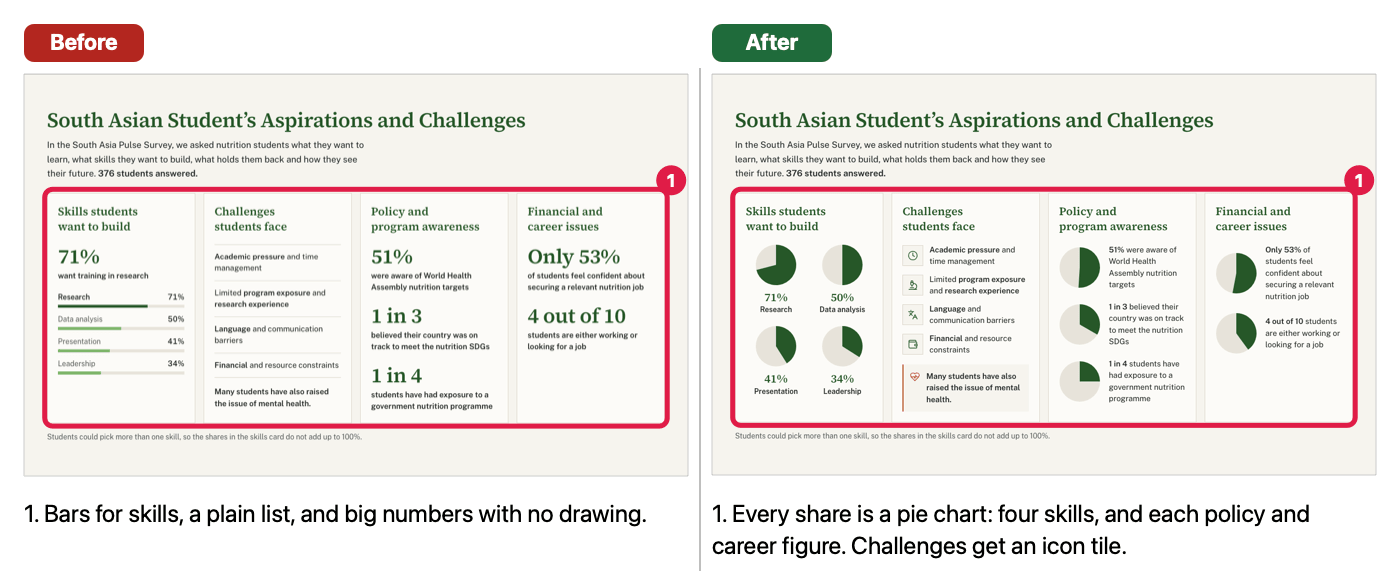 Before
South Asian Student's Aspirations and Challenges
In the South Asia Pulse Survey, we asked nutrition students what they want to
learn, what skills they want to build, what holds them back and how they see
their future. 376 students answered.
1
Skills students
want to build
71%
want training in research
Research 71%
Data analysis 50%
Presentation 41%
Leadership 34%
Challenges
students face
Academic pressure and time
management
Limited program exposure and
research experience
Language and communication
barriers
Financial and resource constraints
Many students have also raised
the issue of mental health.
Policy and
program awareness
51%
were aware of World Health
Assembly nutrition targets
1 in 3
believed their country was on
track to meet the nutrition SDGs
1 in 4
students have had exposure to a
government nutrition programme
Financial and
career issues
Only 53%
of students feel confident about
securing a relevant nutrition job
4 out of 10
students are either working or
looking for a job
Students could pick more than one skill, so the shares in the skills card do not add up to 100%.
1. Bars for skills, a plain list, and big numbers with no drawing.
After
South Asian Student's Aspirations and Challenges
In the South Asia Pulse Survey, we asked nutrition students what they want to
learn, what skills they want to build, what holds them back and how they see
their future. 376 students answered.
1
Skills students
want to build
71%
Research
50%
Data analysis
41%
Presentation
34%
Leadership
Challenges
students face
Academic pressure and
time management
Limited program exposure
and research experience
Language and
communication barriers
Financial and resource
constraints
Many students have also
raised the issue of mental
health.
Policy and
program awareness
51% were aware of
World Health
Assembly nutrition
targets
1 in 3 believed their
country was on track
to meet the nutrition
SDGs
1 in 4 students have
had exposure to a
government nutrition
programme
Financial and
career issues
Only 53% of
students feel
confident about
securing a relevant
nutrition job
4 out of 10 students
are either working or
looking for a job
Students could pick more than one skill, so the shares in the skills card do not add up to 100%.
1. Every share is a pie chart: four skills, and each policy and
career figure. Challenges get an icon tile.